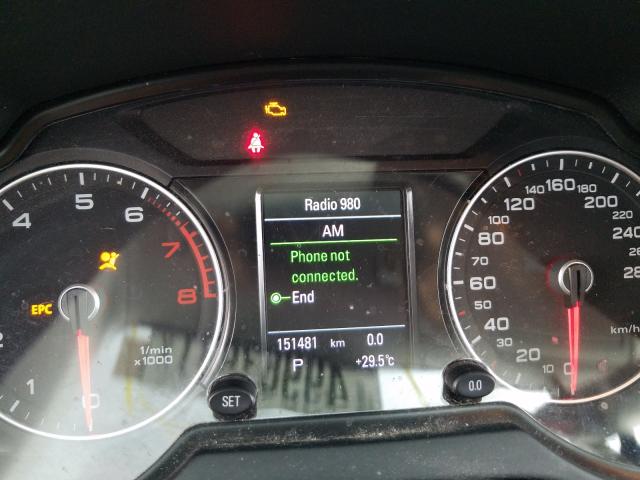 Radio 980
AM
Phone not
connected.
End
151481 km 0.0
P +29.5°C
1 2 4 5 6 7 8
0
EPC
1/min
x1000
SET
0.0
0 10 20 30 40 60 80 100 120 140 160 180 200 220 240
km/h